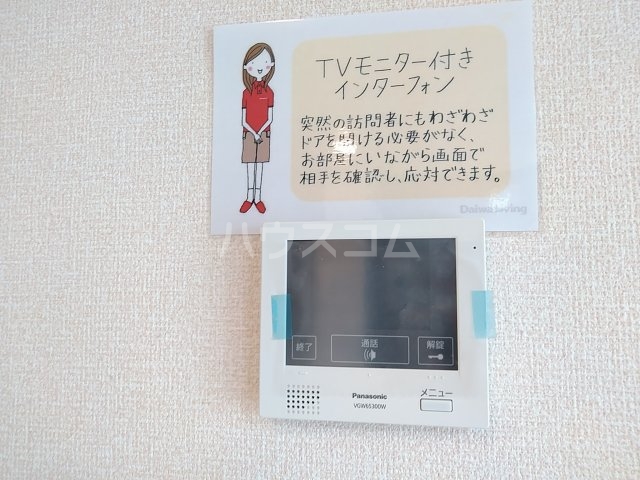 TVモニター付き
インターフォン
突然の訪問者にもわざわざ
ドアを開ける必要がなく、
お部屋にいながら画面で
相手を確認し、応対できます。
Daiwa Living
ハウスコム
終了
通話
解錠
Panasonic
メニュー
VGW65300W